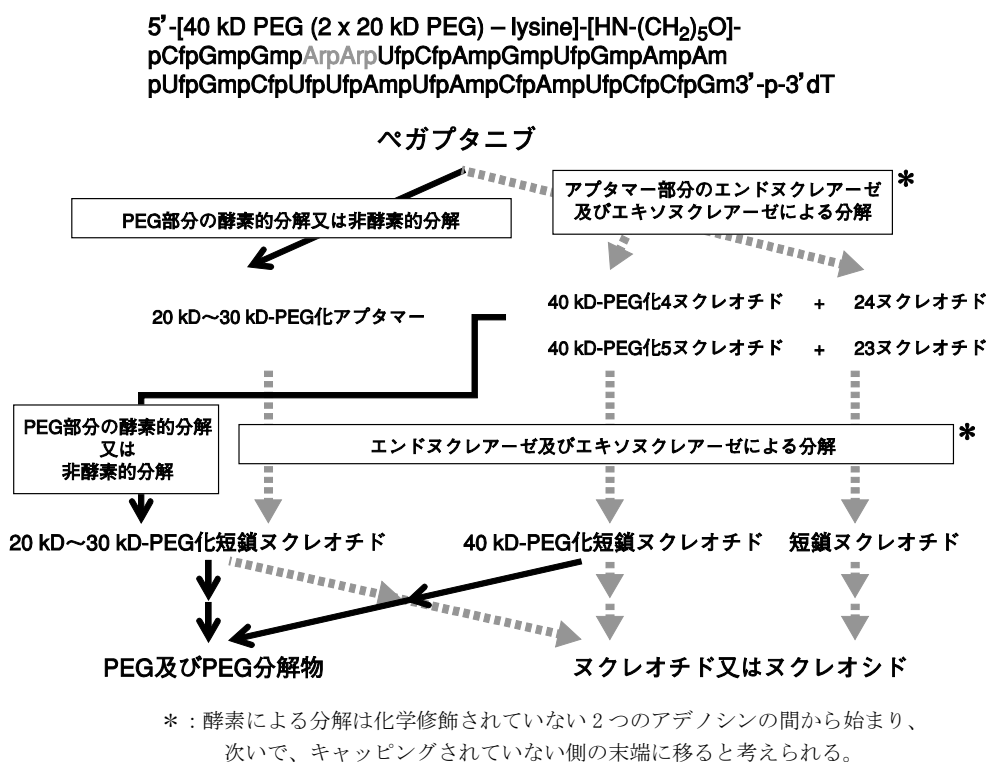 5’-[40 kD PEG (2 x 20 kD PEG) – lysine]-[HN-(CH₂)₅O]-
pCfpGmpGmpArpArpUfpCfpAmpGmpUfpGmpAmpAm
pUfpGmpCfpUfpUfpAmpUfpAmpCfpAmpUfpCfpCfpGm3’-p-3’dT
ペガプタニブ
アプタマー部分のエンドヌクレアーゼ
及びエキソヌクレアーゼによる分解
*
PEG部分の酵素的分解又は非酵素的分解
40 kD-PEG化4ヌクレオチド + 24ヌクレオチド
20 kD～30 kD-PEG化アプタマー
40 kD-PEG化5ヌクレオチド + 23ヌクレオチド
PEG部分の酵素的分解
又は
非酵素的分解
エンドヌクレアーゼ及びエキソヌクレアーゼによる分解
*
20 kD～30 kD-PEG化短鎖ヌクレオチド 40 kD-PEG化短鎖ヌクレオチド 短鎖ヌクレオチド
PEG及びPEG分解物 ヌクレオチド又はヌクレオシド
*：酵素による分解は化学修飾されていない2つのアデノシンの間から始まり、
次いで、キャッピングされていない側の末端に移ると考えられる。